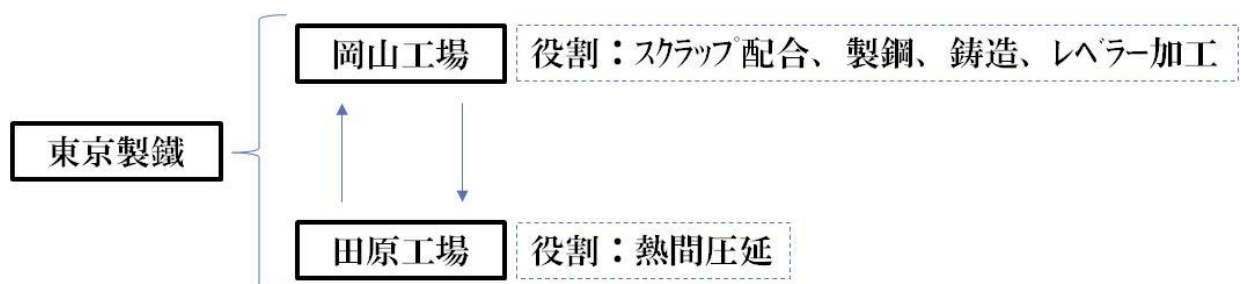 岡山工場
役割：スクラップ配合、製鋼、鋳造、レベラー加工
東京製鐵
田原工場
役割：熱間圧延